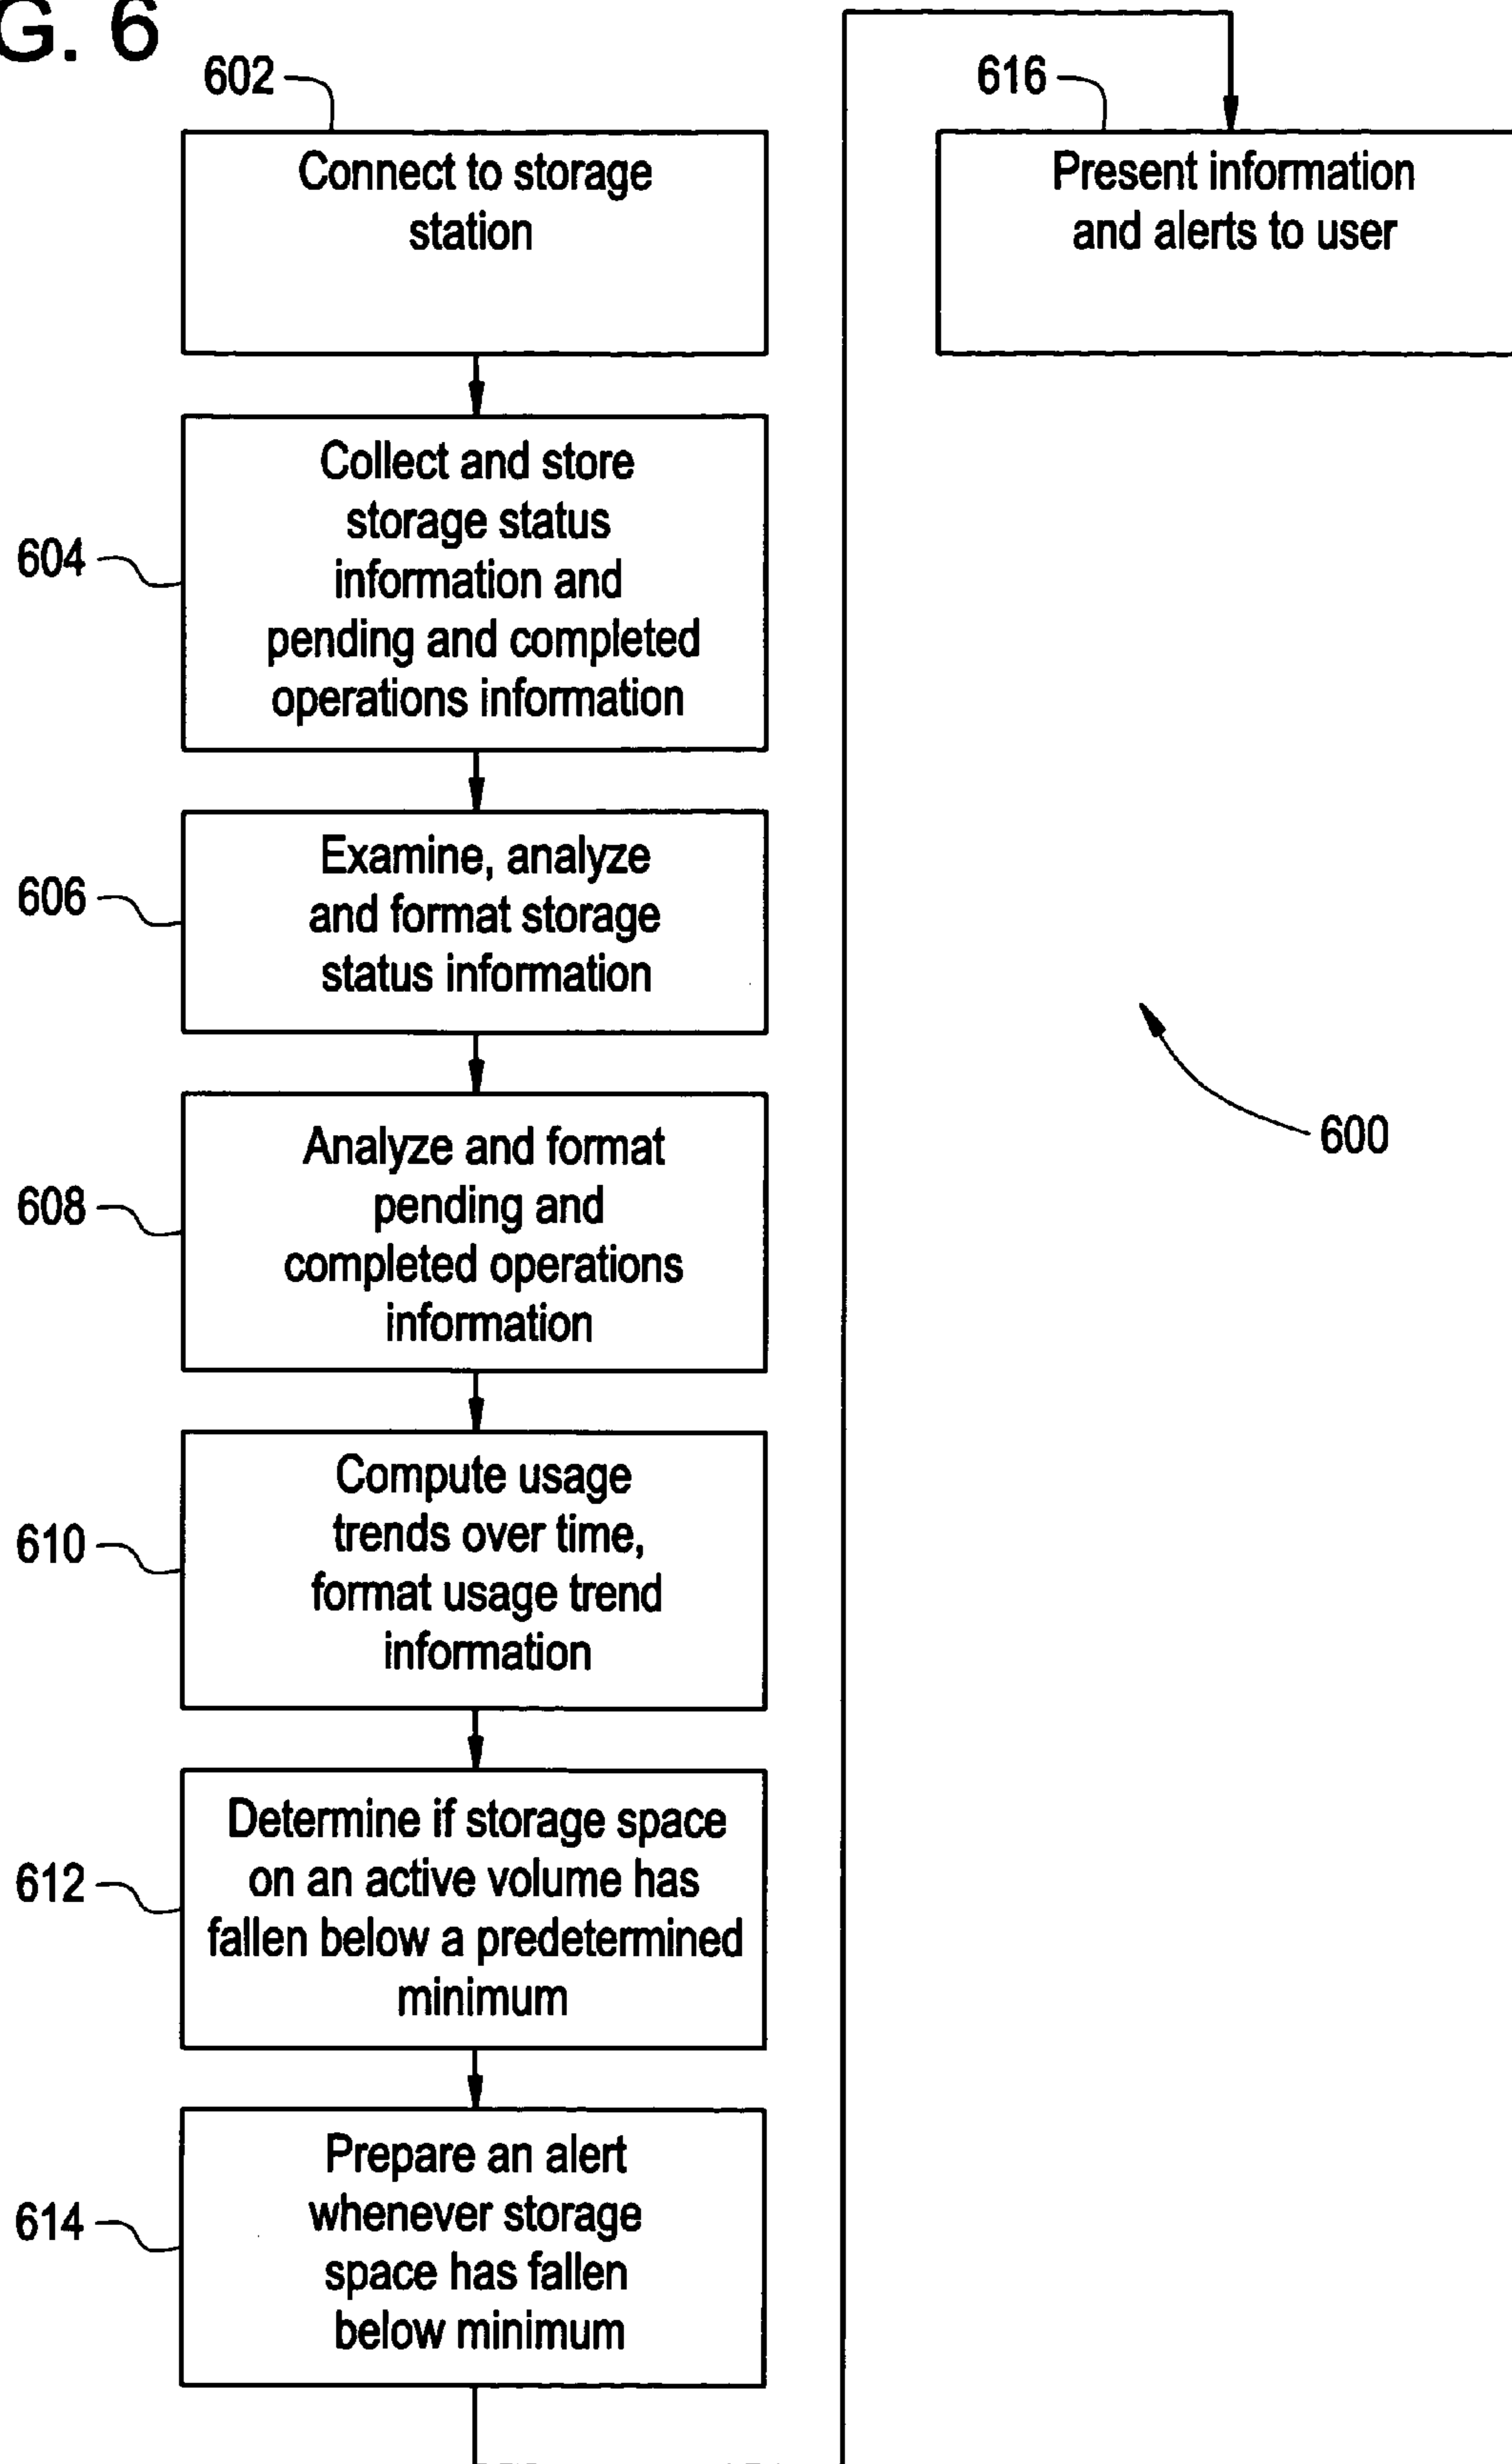 G. 6
602
Connect to storage
station
604
Collect and store
storage status
information and
pending and completed
operations information
606
Examine, analyze
and format storage
status information
608
Analyze and format
pending and
completed operations
information
610
Compute usage
trends over time,
format usage trend
information
612
Determine if storage space
on an active volume has
fallen below a predetermined
minimum
614
Prepare an alert
whenever storage
space has fallen
below minimum
616
Present information
and alerts to user
600